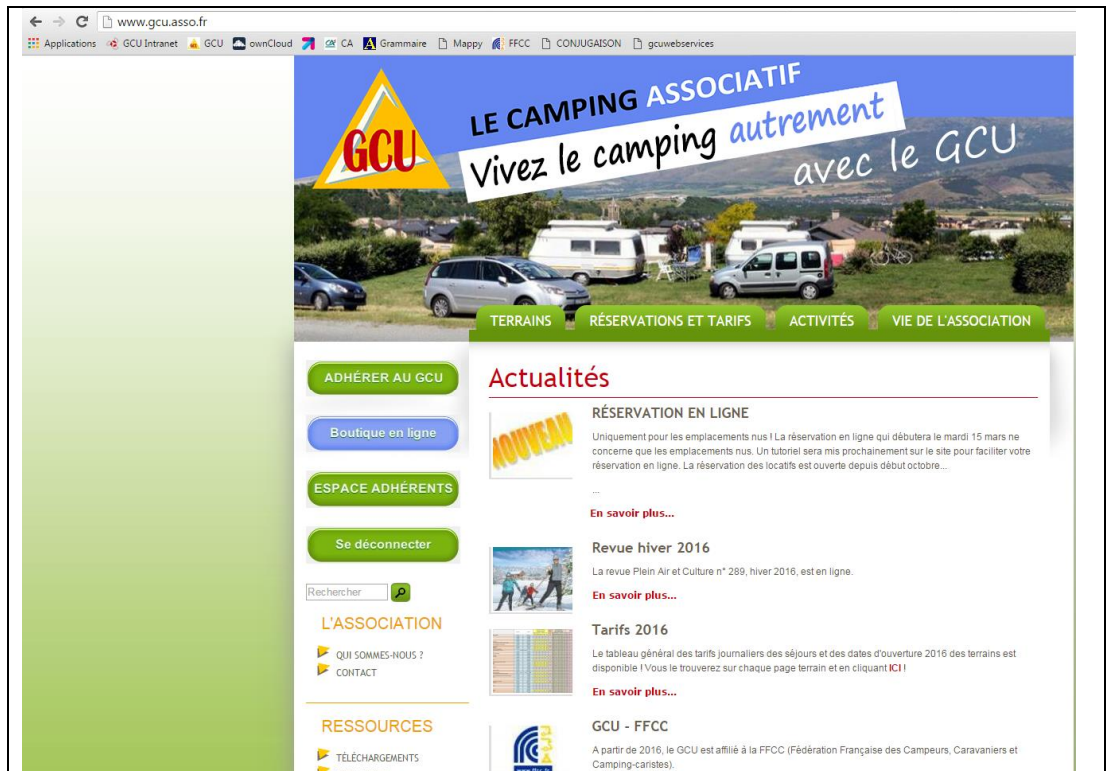 www.gcu.asso.fr
Applications GCU Intranet GCU ownCloud CA Grammaire Mappy FFCC CONJUGAISON gcuwebservices
GCU
LE CAMPING ASSOCIATIF
Vivez le camping autrement
avec le GCU
TERRAINS RÉSERVATIONS ET TARIFS ACTIVITÉS VIE DE L'ASSOCIATION
ADHÉRER AU GCU
Boutique en ligne
ESPACE ADHÉRENTS
Se déconnecter
Rechercher
L'ASSOCIATION
QUI SOMMES-NOUS ?
CONTACT
RESSOURCES
TÉLÉCHARGEMENTS
Actualités
NOUVEAU
RÉSERVATION EN LIGNE
Uniquement pour les emplacements nus ! La réservation en ligne qui débutera le mardi 15 mars ne
concerne que les emplacements nus. Un tutoriel sera mis prochainement sur le site pour faciliter votre
réservation en ligne. La réservation des locatifs est ouverte depuis début octobre...
...
En savoir plus...
Revue hiver 2016
La revue Plein Air et Culture n° 289, hiver 2016, est en ligne.
En savoir plus...
Tarifs 2016
Le tableau général des tarifs journaliers des séjours et des dates d'ouverture 2016 des terrains est
disponible ! Vous le trouverez sur chaque page terrain et en cliquant ICI !
En savoir plus...
GCU - FFCC
A partir de 2016, le GCU est affilié à la FFCC (Fédération Française des Campeurs, Caravaniers et
Camping-caristes).